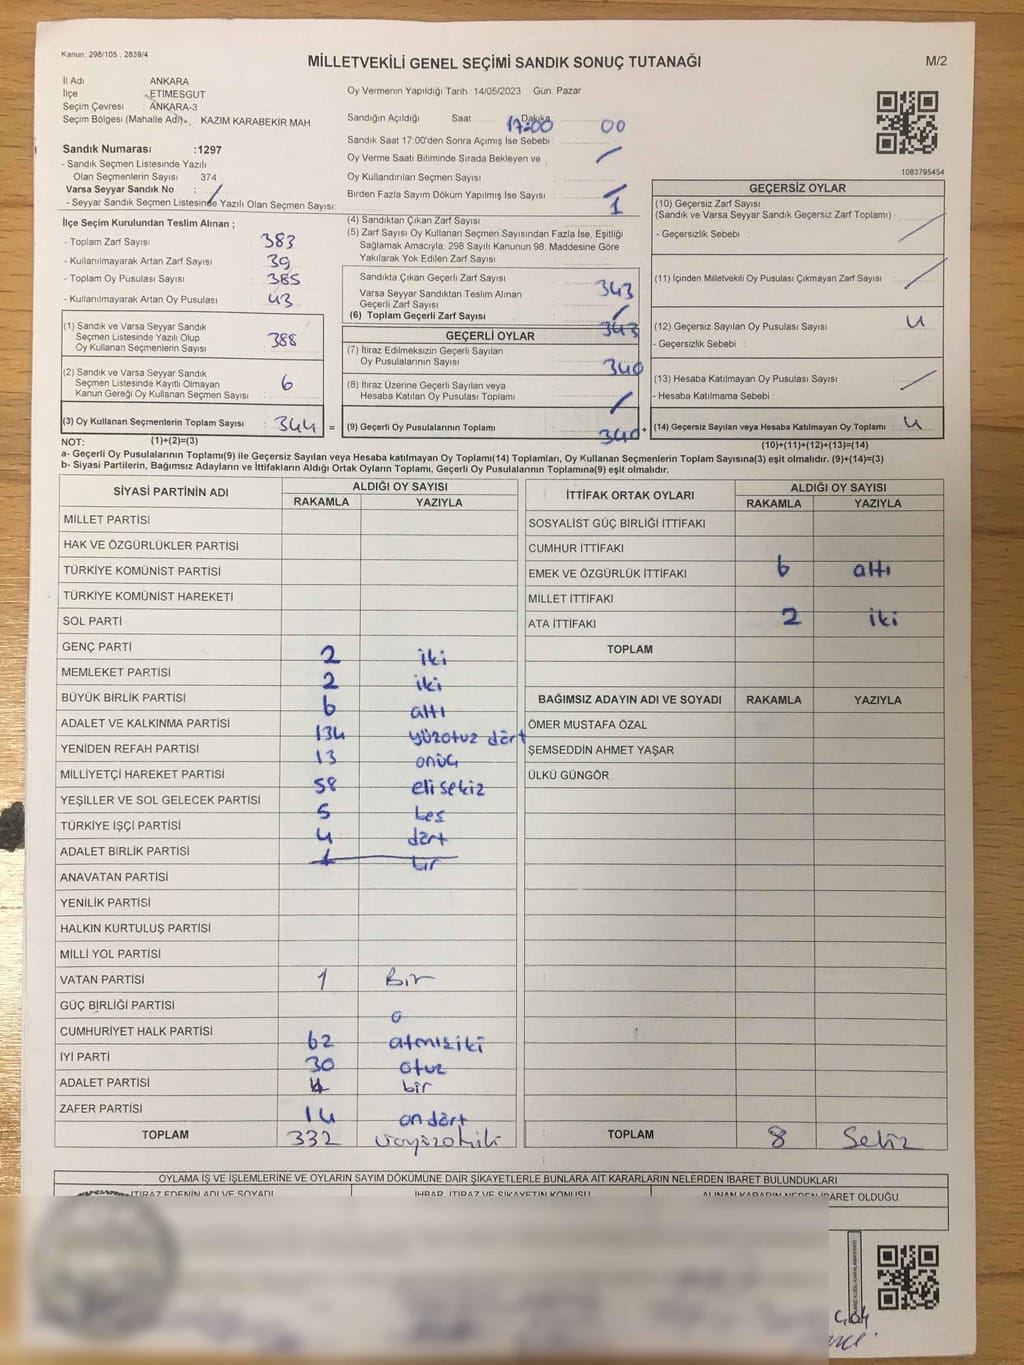 Kanun, 298/105 , 2839/4
MİLLETVEKİLİ GENEL SEÇİMİ SANDIK SONUÇ TUTANAĞI
M/2
İl Adı ANKARA
İlçe ETİMESGUT
Seçim Çevresi : ANKARA-3
Seçim Bölgesi (Mahalle Adı) KAZIM KARABEKİR MAH
Sandık Numarası :1297
- Sandık Seçmen Listesinde Yazılı
Olan Seçmenlerin Sayısı 374
Varsa Seyyar Sandık No : /
- Seyyar Sandık Seçmen Listesinde Yazılı Olan Seçmen Sayısı:
Oy Vermenin Yapıldığı Tarih :14/05/2023 Gün: Pazar
Sandığın Açıldığı Saat 17:00 Dakika 00
Sandık Saat 17:00'den Sonra Açımış İse Sebebi :
Oy Verme Saati Bitiminde Sırada Bekleyen ve /
Oy Kullandırılan Seçmen Sayısı
Birden Fazla Sayım Döküm Yapılmış İse Sayısı 1
1083795454
İlçe Seçim Kurulundan Teslim Alınan ;
- Toplam Zarf Sayısı : 383
- Kullanılmayarak Artan Zarf Sayısı : 39
- Toplam Oy Pusulası Sayısı : 385
- Kullanılmayarak Artan Oy Pusulası : 43
(1) Sandık ve Varsa Seyyar Sandık
Seçmen Listesinde Yazılı Olup
Oy Kullanan Seçmenlerin Sayısı 388
(2) Sandık ve Varsa Seyyar Sandık
Seçmen Listesinde Kayıtlı Olmayan
Kanun Gereği Oy Kullanan Seçmen Sayısı 6
(3) Oy Kullanan Seçmenlerin Toplam Sayısı 344 =
(4) Sandıktan Çıkan Zarf Sayısı
(5) Zarf Sayısı Oy Kullanan Seçmen Sayısından Fazla İse, Eşitliği
Sağlamak Amacıyla; 298 Sayılı Kanunun 98. Maddesine Göre
Yakılarak Yok Edilen Zarf Sayısı
Sandıkta Çıkan Geçerli Zarf Sayısı 343
Varsa Seyyar Sandıktan Teslim Alınan
Geçerli Zarf Sayısı /
(6) Toplam Geçerli Zarf Sayısı 343
GEÇERLİ OYLAR
(7) İtiraz Edilmeksizin Geçerli Sayılan
Oy Pusulalarının Sayısı 340
(8) İtiraz Üzerine Geçerli Sayılan veya
Hesaba Katılan Oy Pusulası Toplamı /
(9) Geçerli Oy Pusulalarının Toplamı 340 +
GEÇERSİZ OYLAR
(10) Geçersiz Zarf Sayısı
(Sandık ve Varsa Seyyar Sandık Geçersiz Zarf Toplamı) /
- Geçersizlik Sebebi :
(11) İçinden Milletvekili Oy Pusulası Çıkmayan Zarf Sayısı /
(12) Geçersiz Sayılan Oy Pusulası Sayısı 4
- Geçersizlik Sebebi :
(13) Hesaba Katılmayan Oy Pusulası Sayısı /
- Hesaba Katılmama Sebebi :
(14) Geçersiz Sayılan veya Hesaba Katılmayan Oy Toplamı 4
NOT: (1)+(2)=(3)
(10)+(11)+(12)+(13)=(14)
a- Geçerli Oy Pusulalarının Toplamı(9) ile Geçersiz Sayılan veya Hesaba katılmayan Oy Toplamı(14) Toplamları, Oy Kullanan Seçmenlerin Toplam Sayısına(3) eşit olmalıdır. (9)+(14)=(3)
b- Siyasi Partilerin, Bağımsız Adayların ve İttifakların Aldığı Ortak Oyların Toplamı, Geçerli Oy Pusulalarının Toplamına(9) eşit olmalıdır.
SİYASİ PARTİNİN ADI ALDIĞI OY SAYISI
RAKAMLA YAZIYLA
MİLLET PARTİSİ
HAK VE ÖZGÜRLÜKLER PARTİSİ
TÜRKİYE KOMÜNİST PARTİSİ
TÜRKİYE KOMÜNİST HAREKETİ
SOL PARTİ
GENÇ PARTİ 2 iki
MEMLEKET PARTİSİ 2 iki
BÜYÜK BİRLİK PARTİSİ 6 altı
ADALET VE KALKINMA PARTİSİ 134 yüzotuz dört
YENİDEN REFAH PARTİSİ 13 onüç
MİLLİYETÇİ HAREKET PARTİSİ 58 elisekiz
YEŞİLLER VE SOL GELECEK PARTİSİ 5 beş
TÜRKİYE İŞÇİ PARTİSİ 4 dört
ADALET BİRLİK PARTİSİ 1 bir
ANAVATAN PARTİSİ
YENİLİK PARTİSİ
HALKIN KURTULUŞ PARTİSİ
MİLLİ YOL PARTİSİ
VATAN PARTİSİ 1 Bir
GÜÇ BİRLİĞİ PARTİSİ
CUMHURİYET HALK PARTİSİ 62 atmışiki
İYİ PARTİ 30 otuz
ADALET PARTİSİ bir
ZAFER PARTİSİ 14 ondört
TOPLAM 332
İTTİFAK ORTAK OYLARI ALDIĞI OY SAYISI
RAKAMLA YAZIYLA
SOSYALİST GÜÇ BİRLİĞİ İTTİFAKI
CUMHUR İTTİFAKI
EMEK VE ÖZGÜRLÜK İTTİFAKI 6 altı
MİLLET İTTİFAKI
ATA İTTİFAKI 2 iki
TOPLAM
BAĞIMSIZ ADAYIN ADI VE SOYADI RAKAMLA YAZIYLA
ÖMER MUSTAFA ÖZAL
ŞEMSEDDİN AHMET YAŞAR
ÜLKÜ GÜNGÖR
TOPLAM 8 Sekiz
OYLAMA İŞ VE İŞLEMLERİNE VE OYLARIN SAYIM DÖKÜMÜNE DAİR ŞİKAYETLERLE BUNLARA AİT KARARLARIN NELERDEN İBARET BULUNDUKLARI
İTİRAZ EDENİN ADI VE SOYADI İHBAR, İTİRAZ VE ŞİKAYETİN KONUSU ALINAN KARARIN NEDEN İBARET OLDUĞU